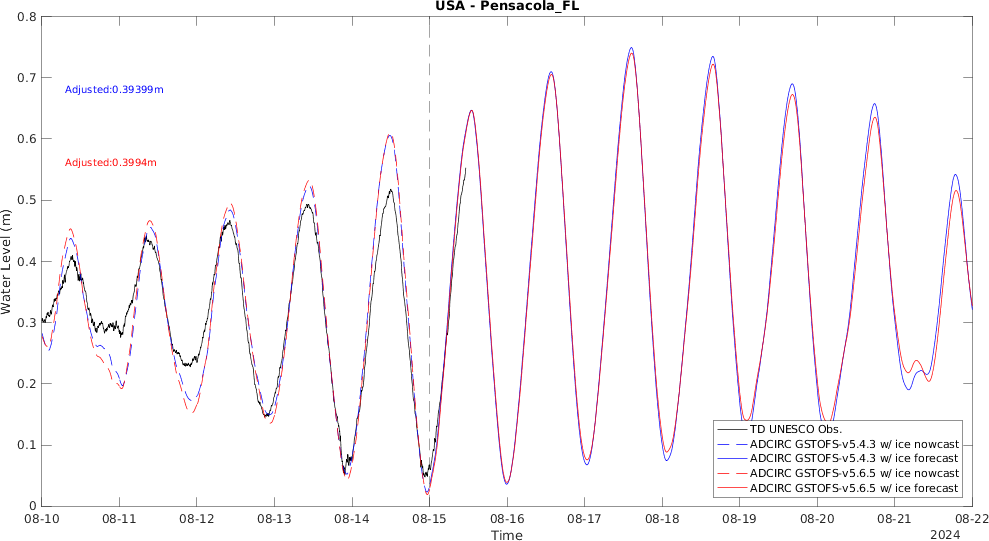 USA - Pensacola_FL
0.8
0.7
0.6
0.5
0.4
0.3
0.2
0.1
0
Water Level (m)
Adjusted:0.39399m
Adjusted:0.3994m
TD UNESCO Obs.
ADCIRC GSTOFS-v5.4.3 w/ ice nowcast
ADCIRC GSTOFS-v5.4.3 w/ ice forecast
ADCIRC GSTOFS-v5.6.5 w/ ice nowcast
ADCIRC GSTOFS-v5.6.5 w/ ice forecast
08-10 08-11 08-12 08-13 08-14 08-15 08-16 08-17 08-18 08-19 08-20 08-21 08-22
Time
2024